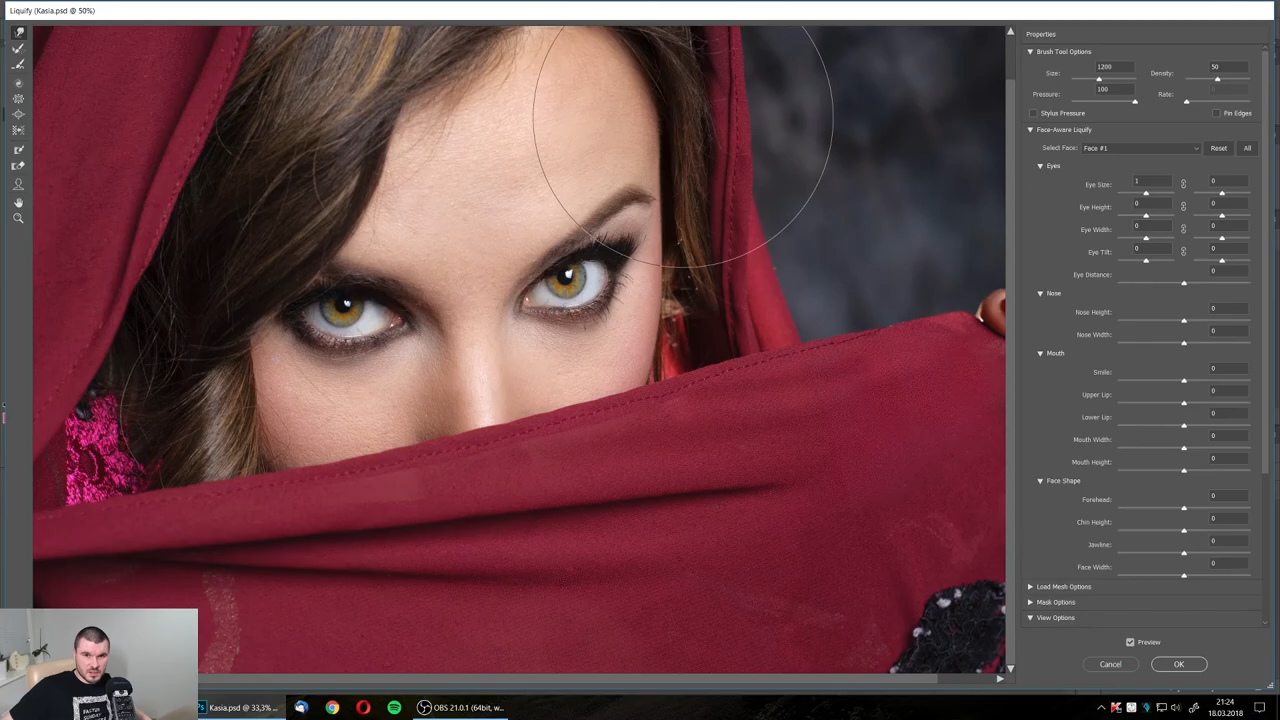 Liquify (Kasia.psd @ 50%)
Properties
Brush Tool Options
Size: 1200 Density: 50
Pressure: 100 Rate:
Stylus Pressure Pin Edges
Face-Aware Liquify
Select Face: Face #1 Reset All
Eyes
Eye Size: 1 0
Eye Height: 0 0
Eye Width: 0 0
Eye Tilt: 0 0
Eye Distance: 0
Nose
Nose Height: 0
Nose Width: 0
Mouth
Smile: 0
Upper Lip: 0
Lower Lip: 0
Mouth Width: 0
Mouth Height: 0
Face Shape
Forehead: 0
Chin Height: 0
Jawline: 0
Face Width: 0
Load Mesh Options
Mask Options
View Options
Preview
Cancel OK
Ps Kasia.psd @ 33,3% ... OBS 21.0.1 (64bit, w... 21:24
18.03.2018